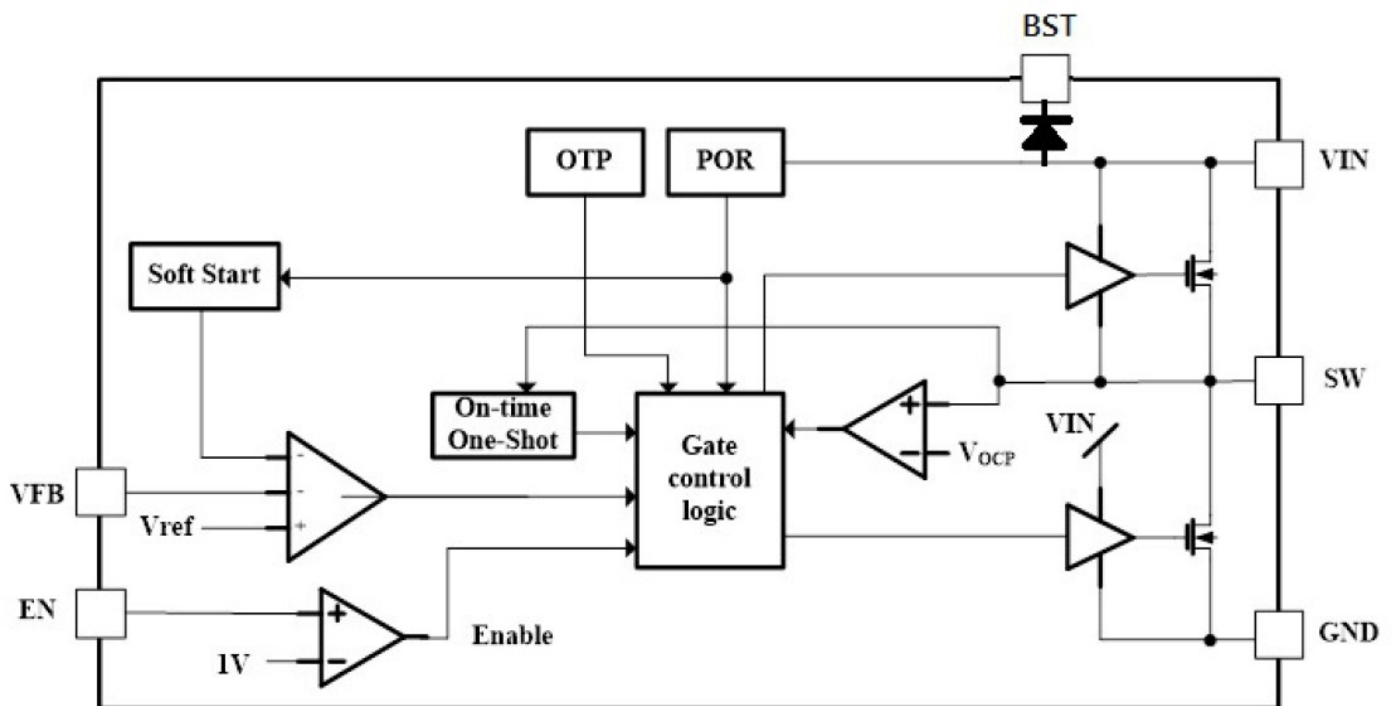 BST
OTP
POR
VIN
Soft Start
SW
On-time
One-Shot
Gate
control
logic
+
-
VOCP
VIN
VFB
-
-
+
Vref
EN
+
-
1V
Enable
GND